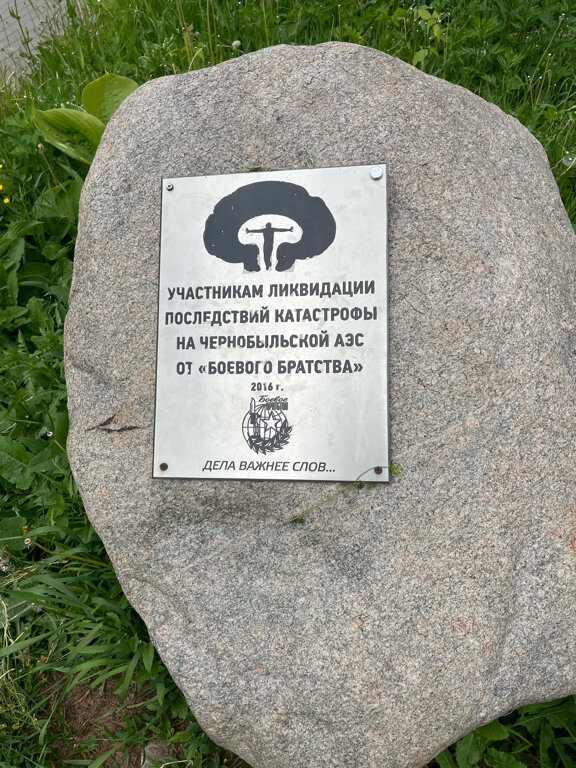 УЧАСТНИКАМ ЛИКВИДАЦИИ
ПОСЛЕДСТВИЙ КАТАСТРОФЫ
НА ЧЕРНОБЫЛЬСКОЙ АЭС
ОТ «БОЕВОГО БРАТСТВА»
2016 г.
Боевое
ДЕЛА ВАЖНЕЕ СЛОВ...